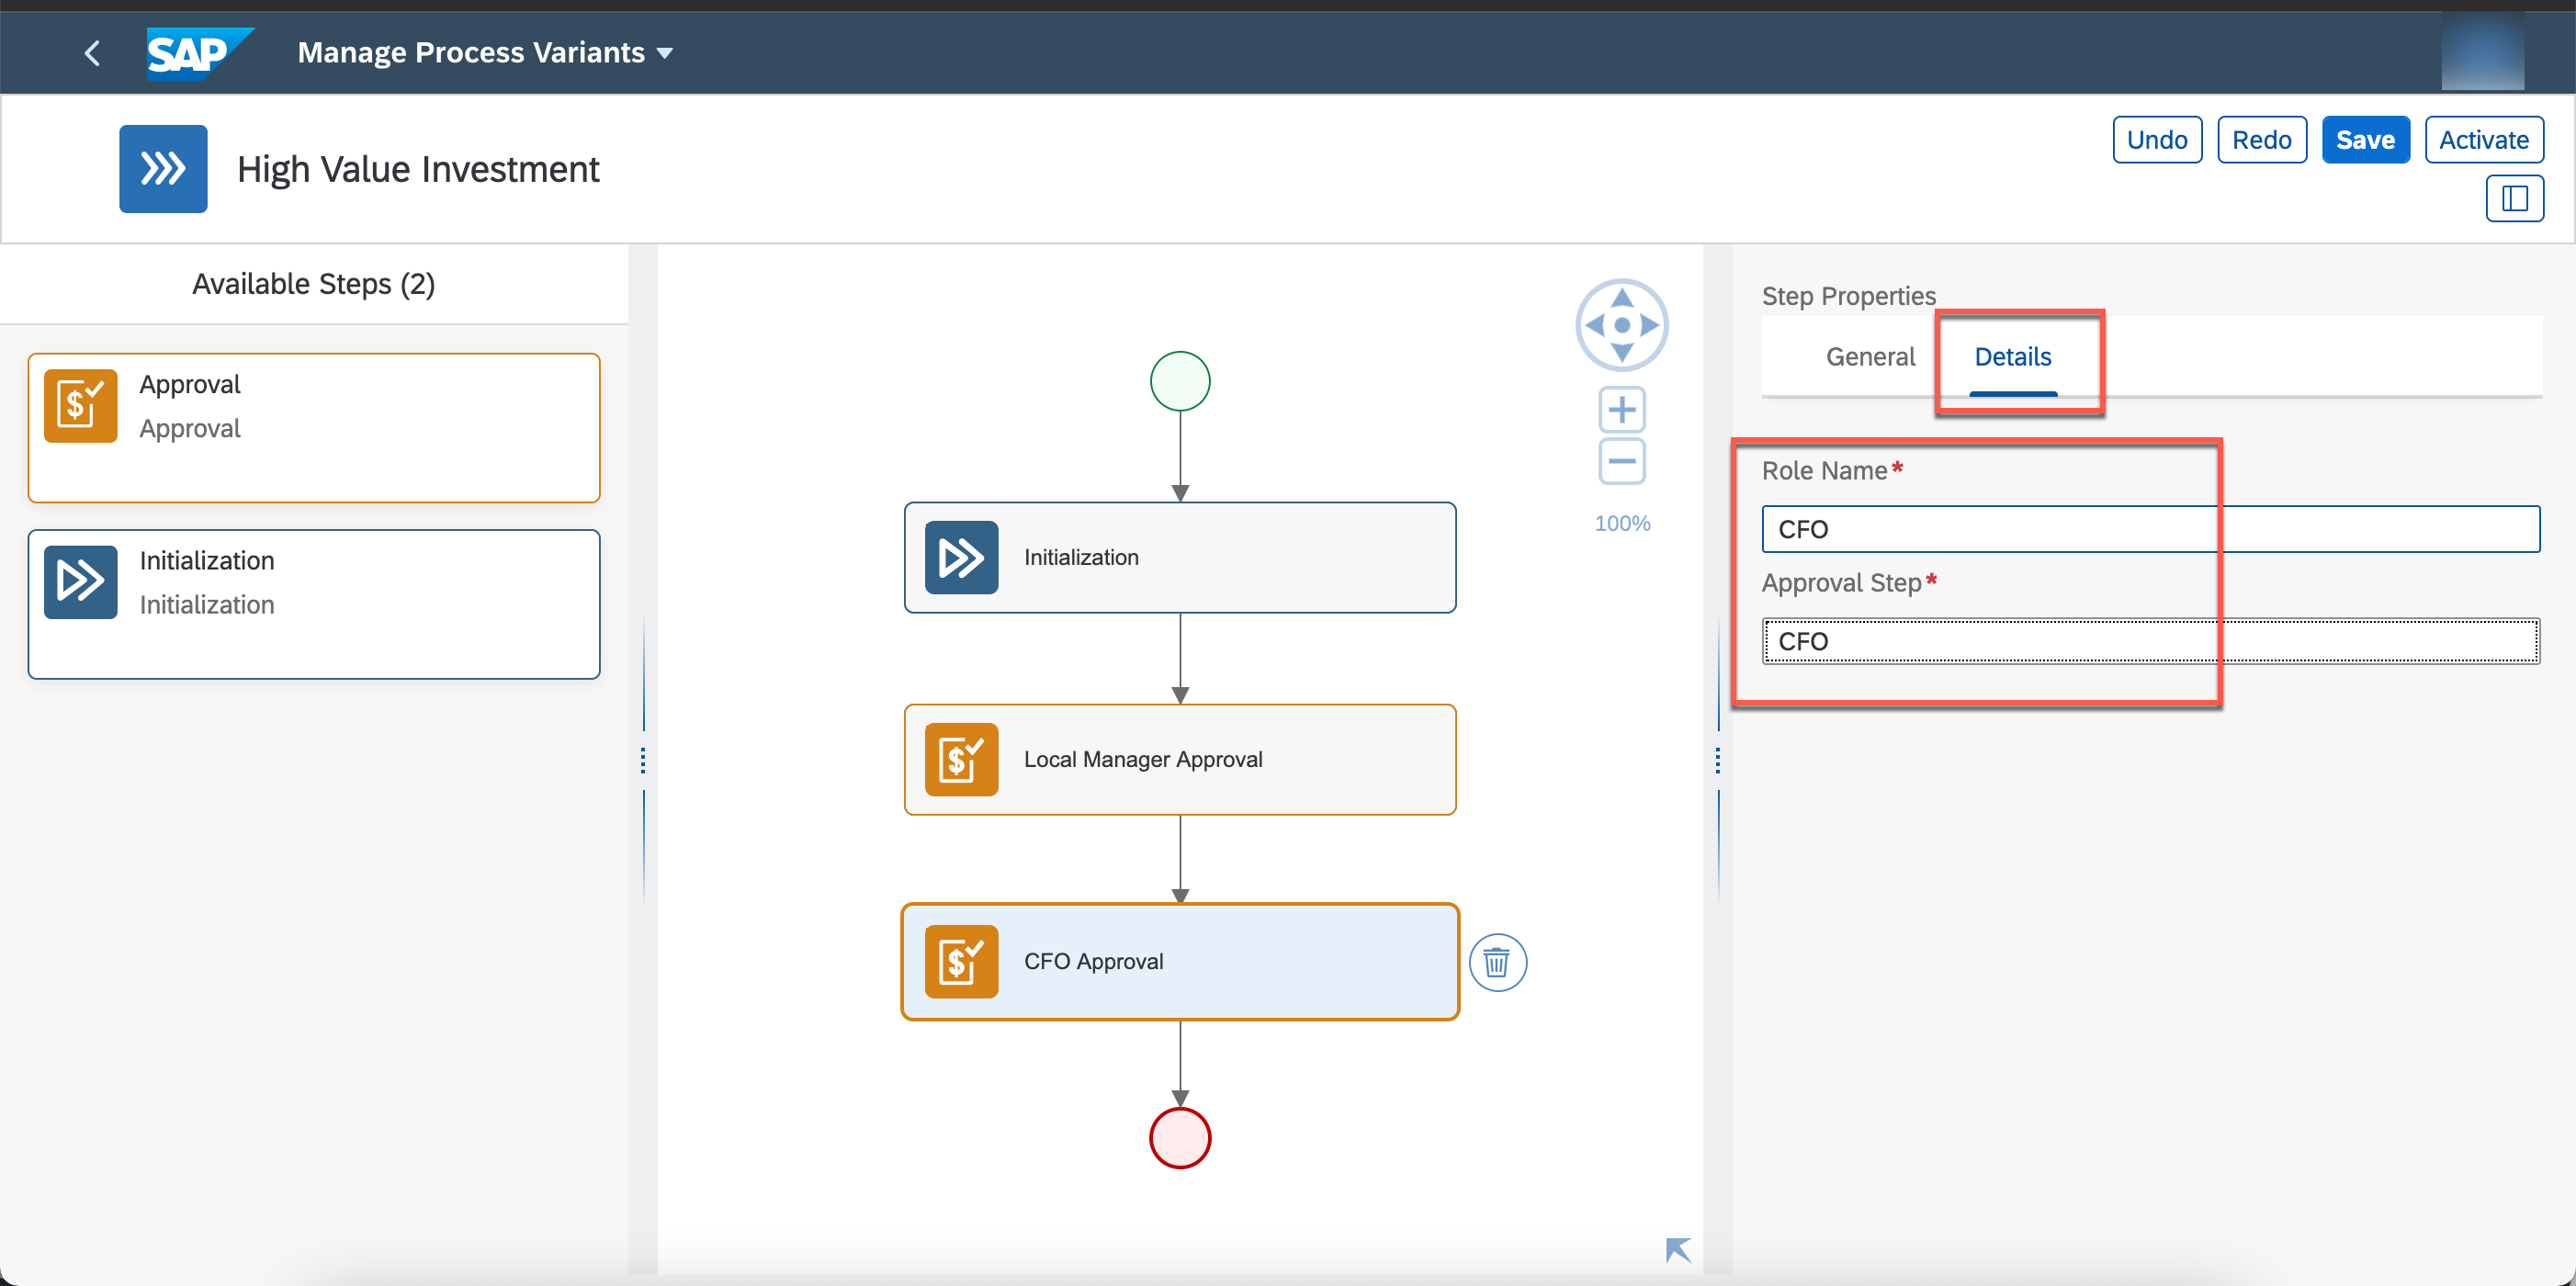 SAP
Manage Process Variants
High Value Investment
Undo
Redo
Save
Activate
Available Steps (2)
Approval
Approval
Initialization
Initialization
Initialization
Local Manager Approval
CFO Approval
100%
Step Properties
General
Details
Role Name*
CFO
Approval Step*
CFO